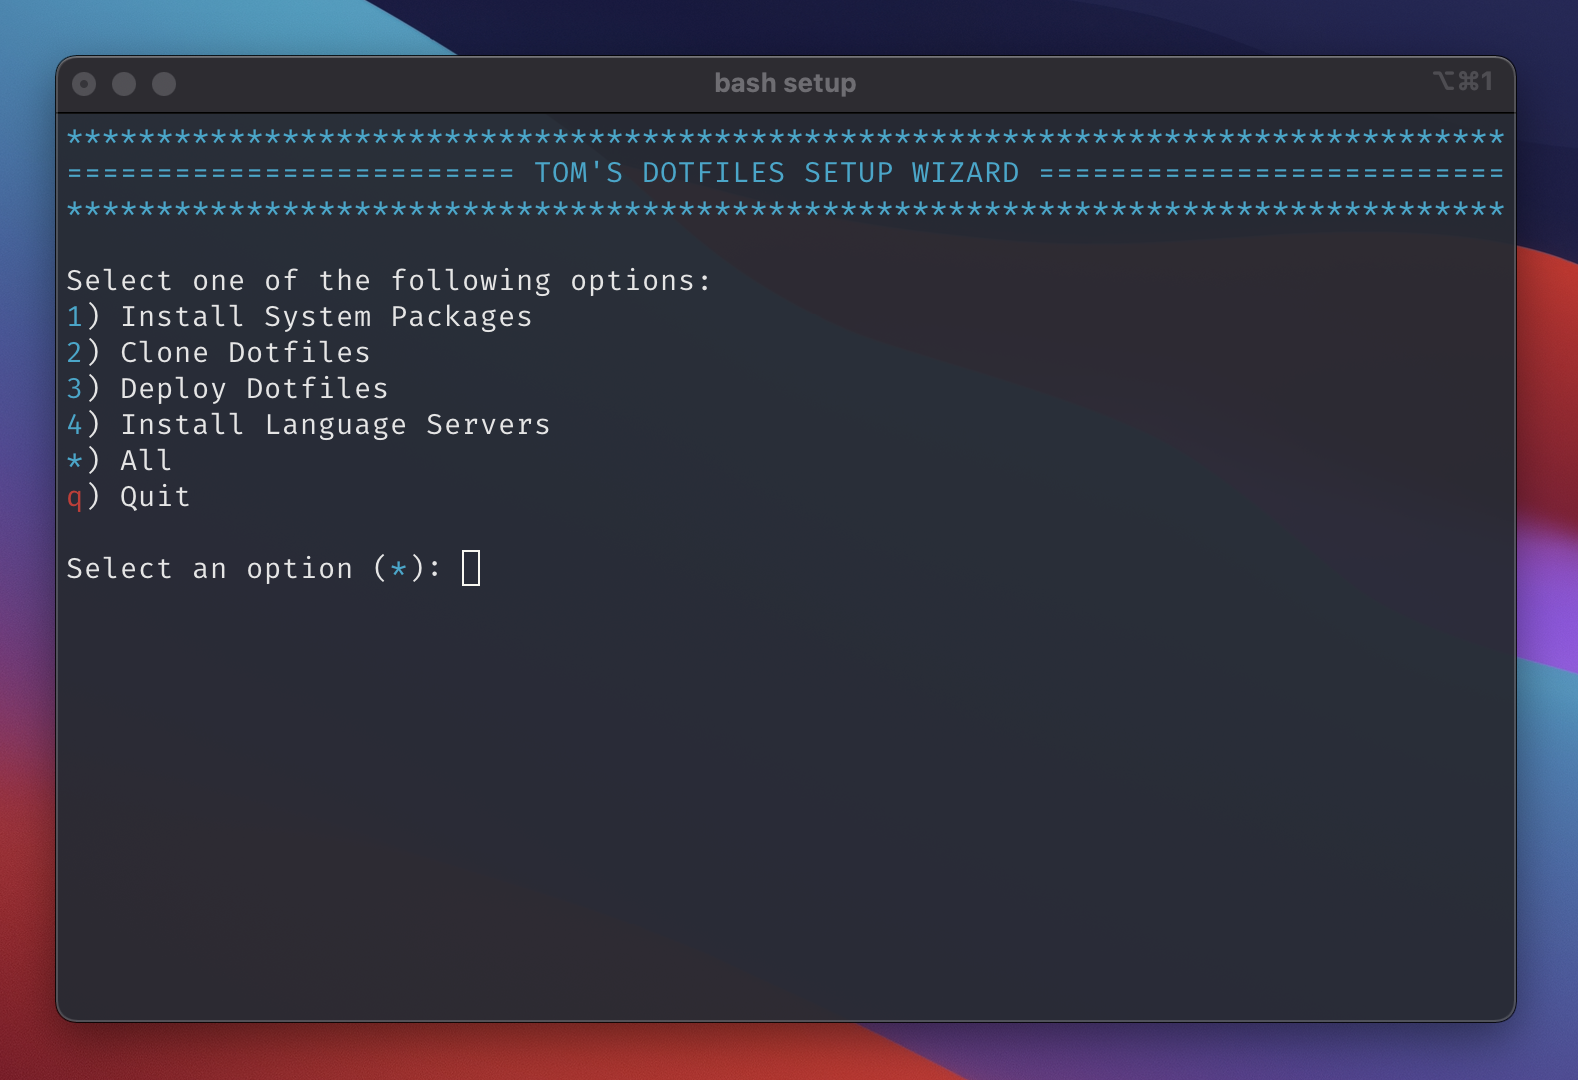 bash setup ⌥⌘1
********************************************************************************
========================= TOM'S DOTFILES SETUP WIZARD ==========================
********************************************************************************
Select one of the following options:
1) Install System Packages
2) Clone Dotfiles
3) Deploy Dotfiles
4) Install Language Servers
*) All
q) Quit
Select an option (*):